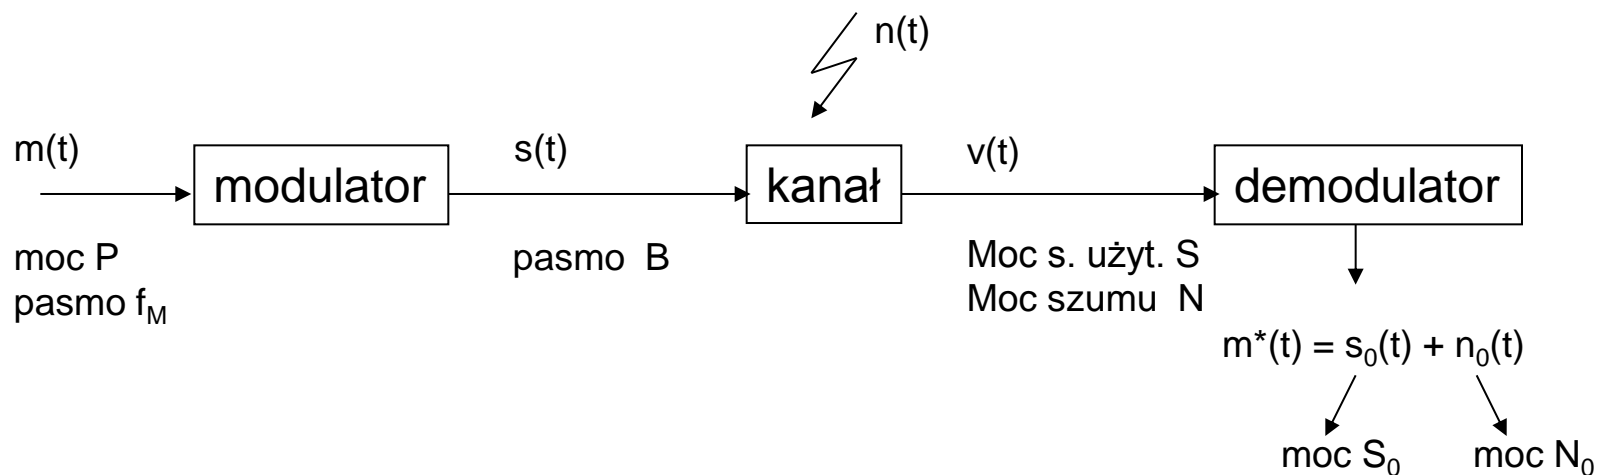 n(t)
m(t)
s(t)
v(t)
modulator
kanał
demodulator
moc P
pasmo f_M
pasmo B
Moc s. użyt. S
Moc szumu N
m*(t) = s_0(t) + n_0(t)
moc S_0
moc N_0